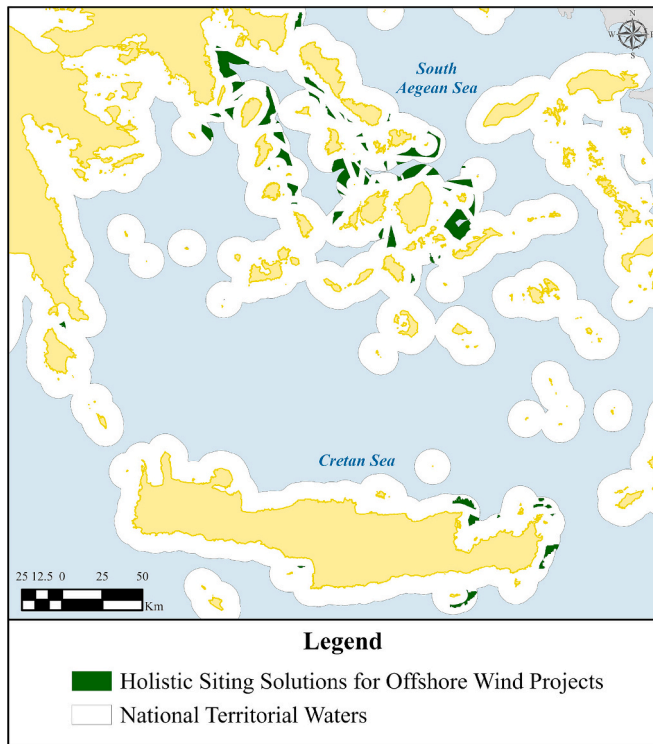 N
W E
S
South
Aegean Sea
Cretan Sea
25 12.5 0 25 50
Km
Legend
Holistic Siting Solutions for Offshore Wind Projects
National Territorial Waters